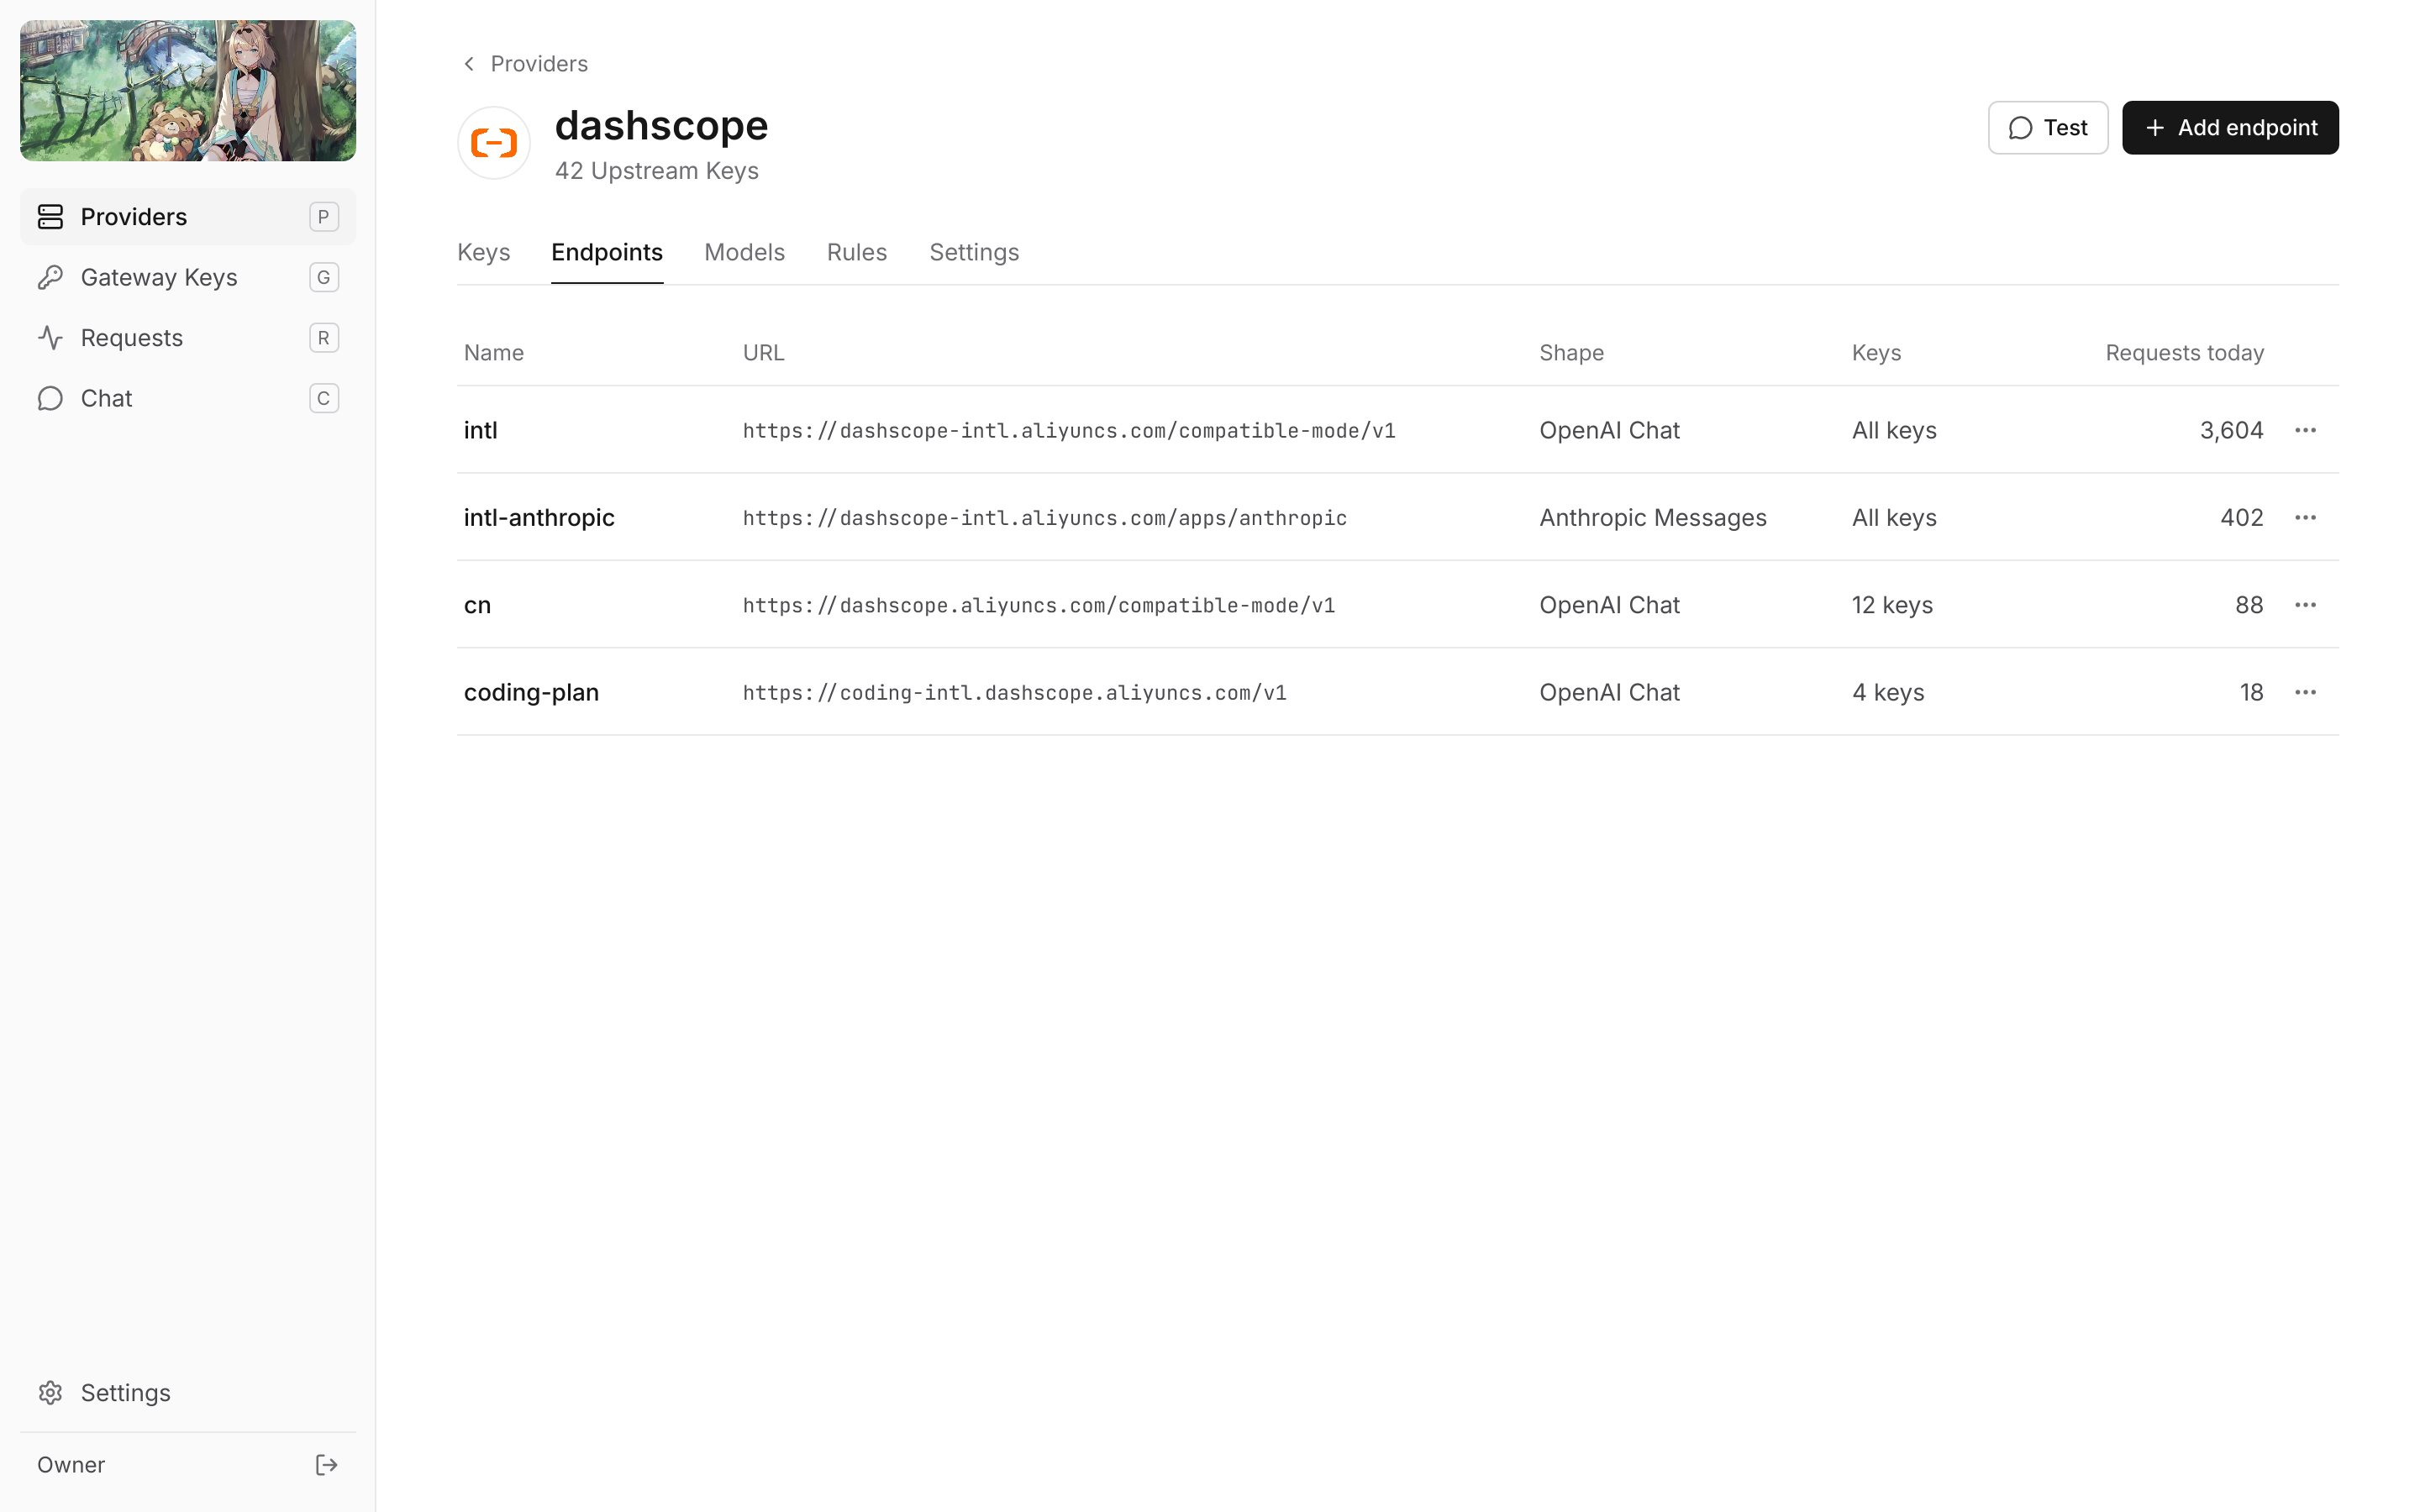 Providers P
Gateway Keys G
Requests R
Chat C
Settings
Owner
Providers
dashscope
42 Upstream Keys
Test
Add endpoint
Keys Endpoints Models Rules Settings
Name URL Shape Keys Requests today
intl https://dashscope-intl.aliyuncs.com/compatible-mode/v1 OpenAI Chat All keys 3,604
intl-anthropic https://dashscope-intl.aliyuncs.com/apps/anthropic Anthropic Messages All keys 402
cn https://dashscope.aliyuncs.com/compatible-mode/v1 OpenAI Chat 12 keys 88
coding-plan https://coding-intl.dashscope.aliyuncs.com/v1 OpenAI Chat 4 keys 18